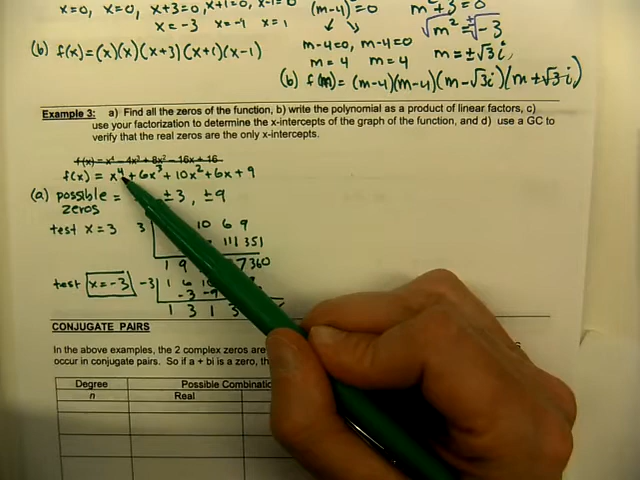 x=0, x=0, x+3=0, x+1=0, x-1=0
x=-3 x=-1 x=1
(b) f(x)=(x)(x)(x+3)(x+1)(x-1)
(m-4)=0 m²+3=0
√m² = ±√-3
m-4=0, m-4=0 m=±√3i,
m=4 m=4
(b) f(m)=(m-4)(m-4)(m-√3i)(m+√3i)
Example 3: a) Find all the zeros of the function, b) write the polynomial as a product of linear factors, c)
use your factorization to determine the x-intercepts of the graph of the function, and d) use a GC to
verify that the real zeros are the only x-intercepts.
f(x) = x⁴ - 4x³ + 8x² - 16x + 16
f(x) = x⁴ + 6x³ + 10x² + 6x + 9
(a) possible = ±3, ±9
zeros
test x=3 3 10 6 9
111 351
1 9 7 360
test x=-3 -3 1 6
-3 -9
1 3 1 3
CONJUGATE PAIRS
In the above examples, the 2 complex zeros are
occur in conjugate pairs. So if a + bi is a zero,
Degree Possible
n Real